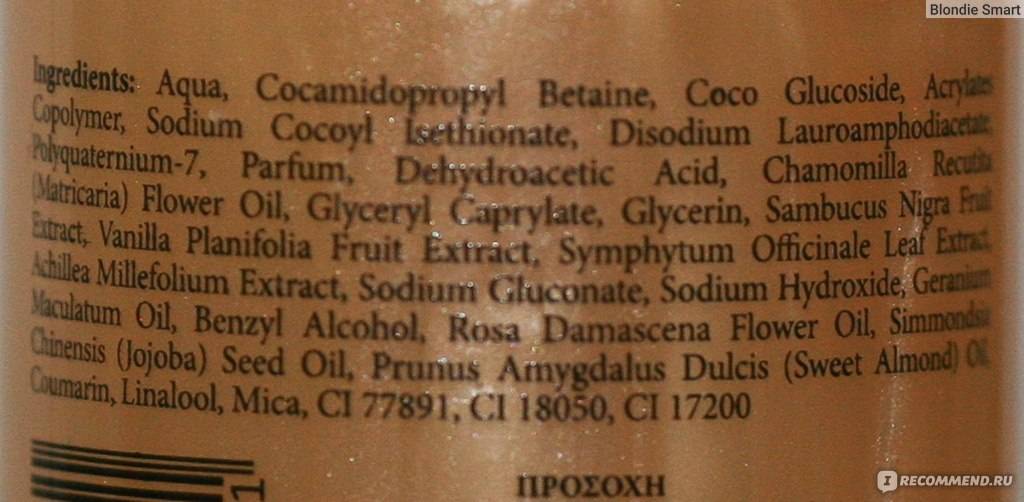 Blondie Smart
Ingredients: Aqua, Cocamidopropyl Betaine, Coco Glucoside, Acrylates
Copolymer, Sodium Cocoyl Isethionate, Disodium Lauroamphodiacetate,
Polyquaternium-7, Parfum, Dehydroacetic Acid, Chamomilla Recutita
(Matricaria) Flower Oil, Glyceryl Caprylate, Glycerin, Sambucus Nigra Fruit
Extract, Vanilla Planifolia Fruit Extract, Symphytum Officinale Leaf Extract,
Achillea Millefolium Extract, Sodium Gluconate, Sodium Hydroxide, Geranium
Maculatum Oil, Benzyl Alcohol, Rosa Damascena Flower Oil, Simmondsia
Chinensis (Jojoba) Seed Oil, Prunus Amygdalus Dulcis (Sweet Almond) Oil,
Coumarin, Linalool, Mica, CI 77891, CI 18050, CI 17200
1
ΠΡΟΣΟΧΗ
I RECOMMEND.RU